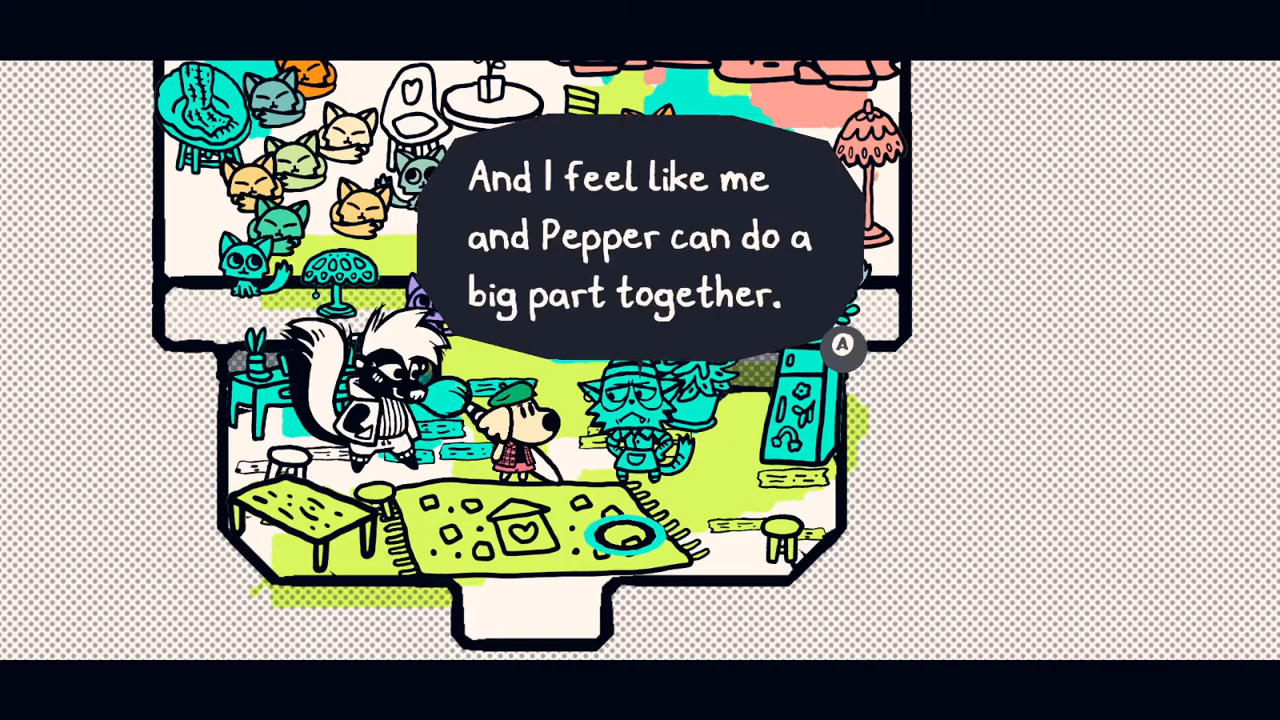 And I feel like me
and Pepper can do a
big part together.
A